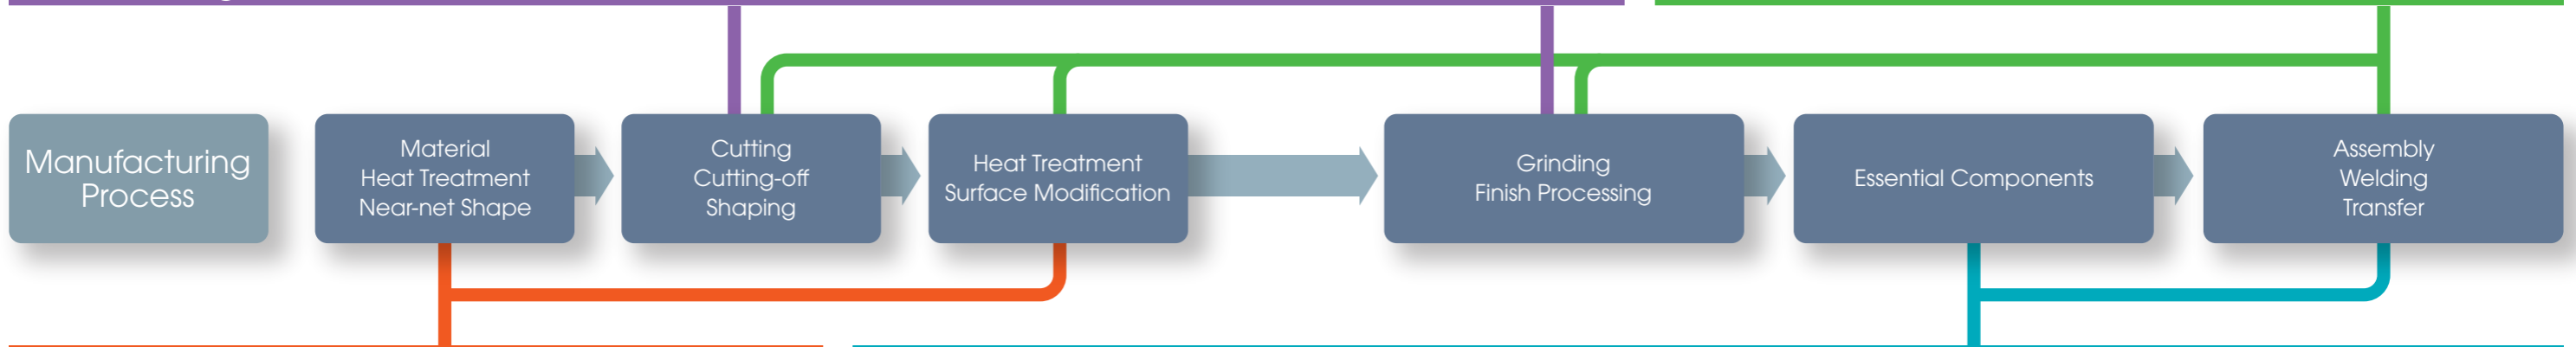 Manufacturing
Process
Material
Heat Treatment
Near-net Shape
Cutting
Cutting-off
Shaping
Heat Treatment
Surface Modification
Grinding
Finish Processing
Essential Components
Assembly
Welding
Transfer